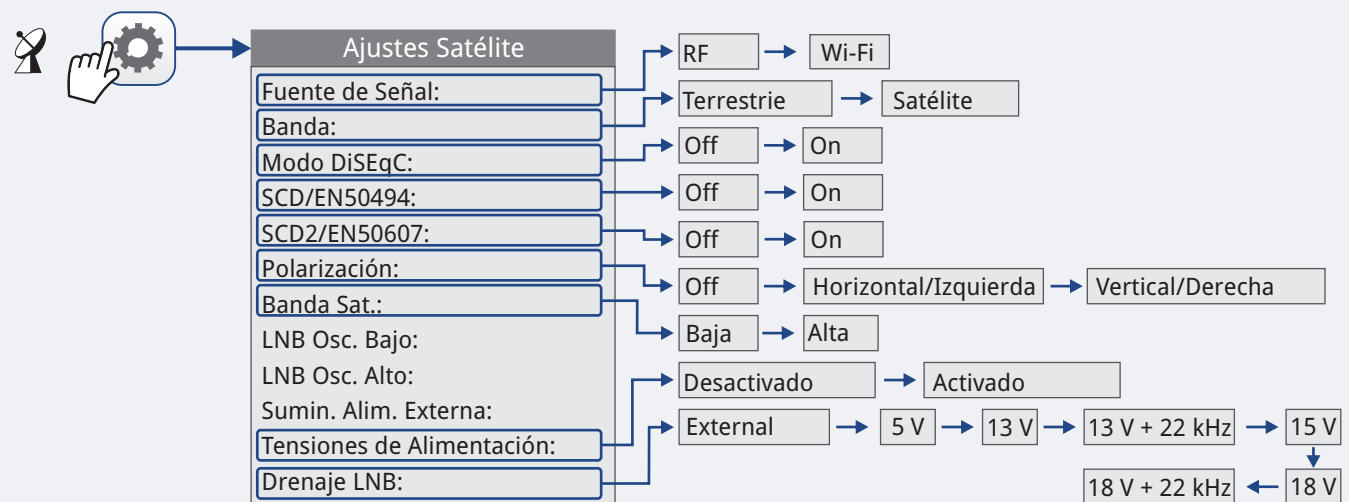 Ajustes Satélite
Fuente de Señal:
RF
Wi-Fi
Banda:
Terrestrie
Satélite
Modo DiSEqC:
Off
On
SCD/EN50494:
Off
On
SCD2/EN50607:
Off
On
Polarización:
Off
Horizontal/Izquierda
Vertical/Derecha
Banda Sat.:
Baja
Alta
LNB Osc. Bajo:
LNB Osc. Alto:
Sumin. Alim. Externa:
Tensiones de Alimentación:
Desactivado
Activado
Drenaje LNB:
External
5 V
13 V
13 V + 22 kHz
15 V
18 V
18 V + 22 kHz